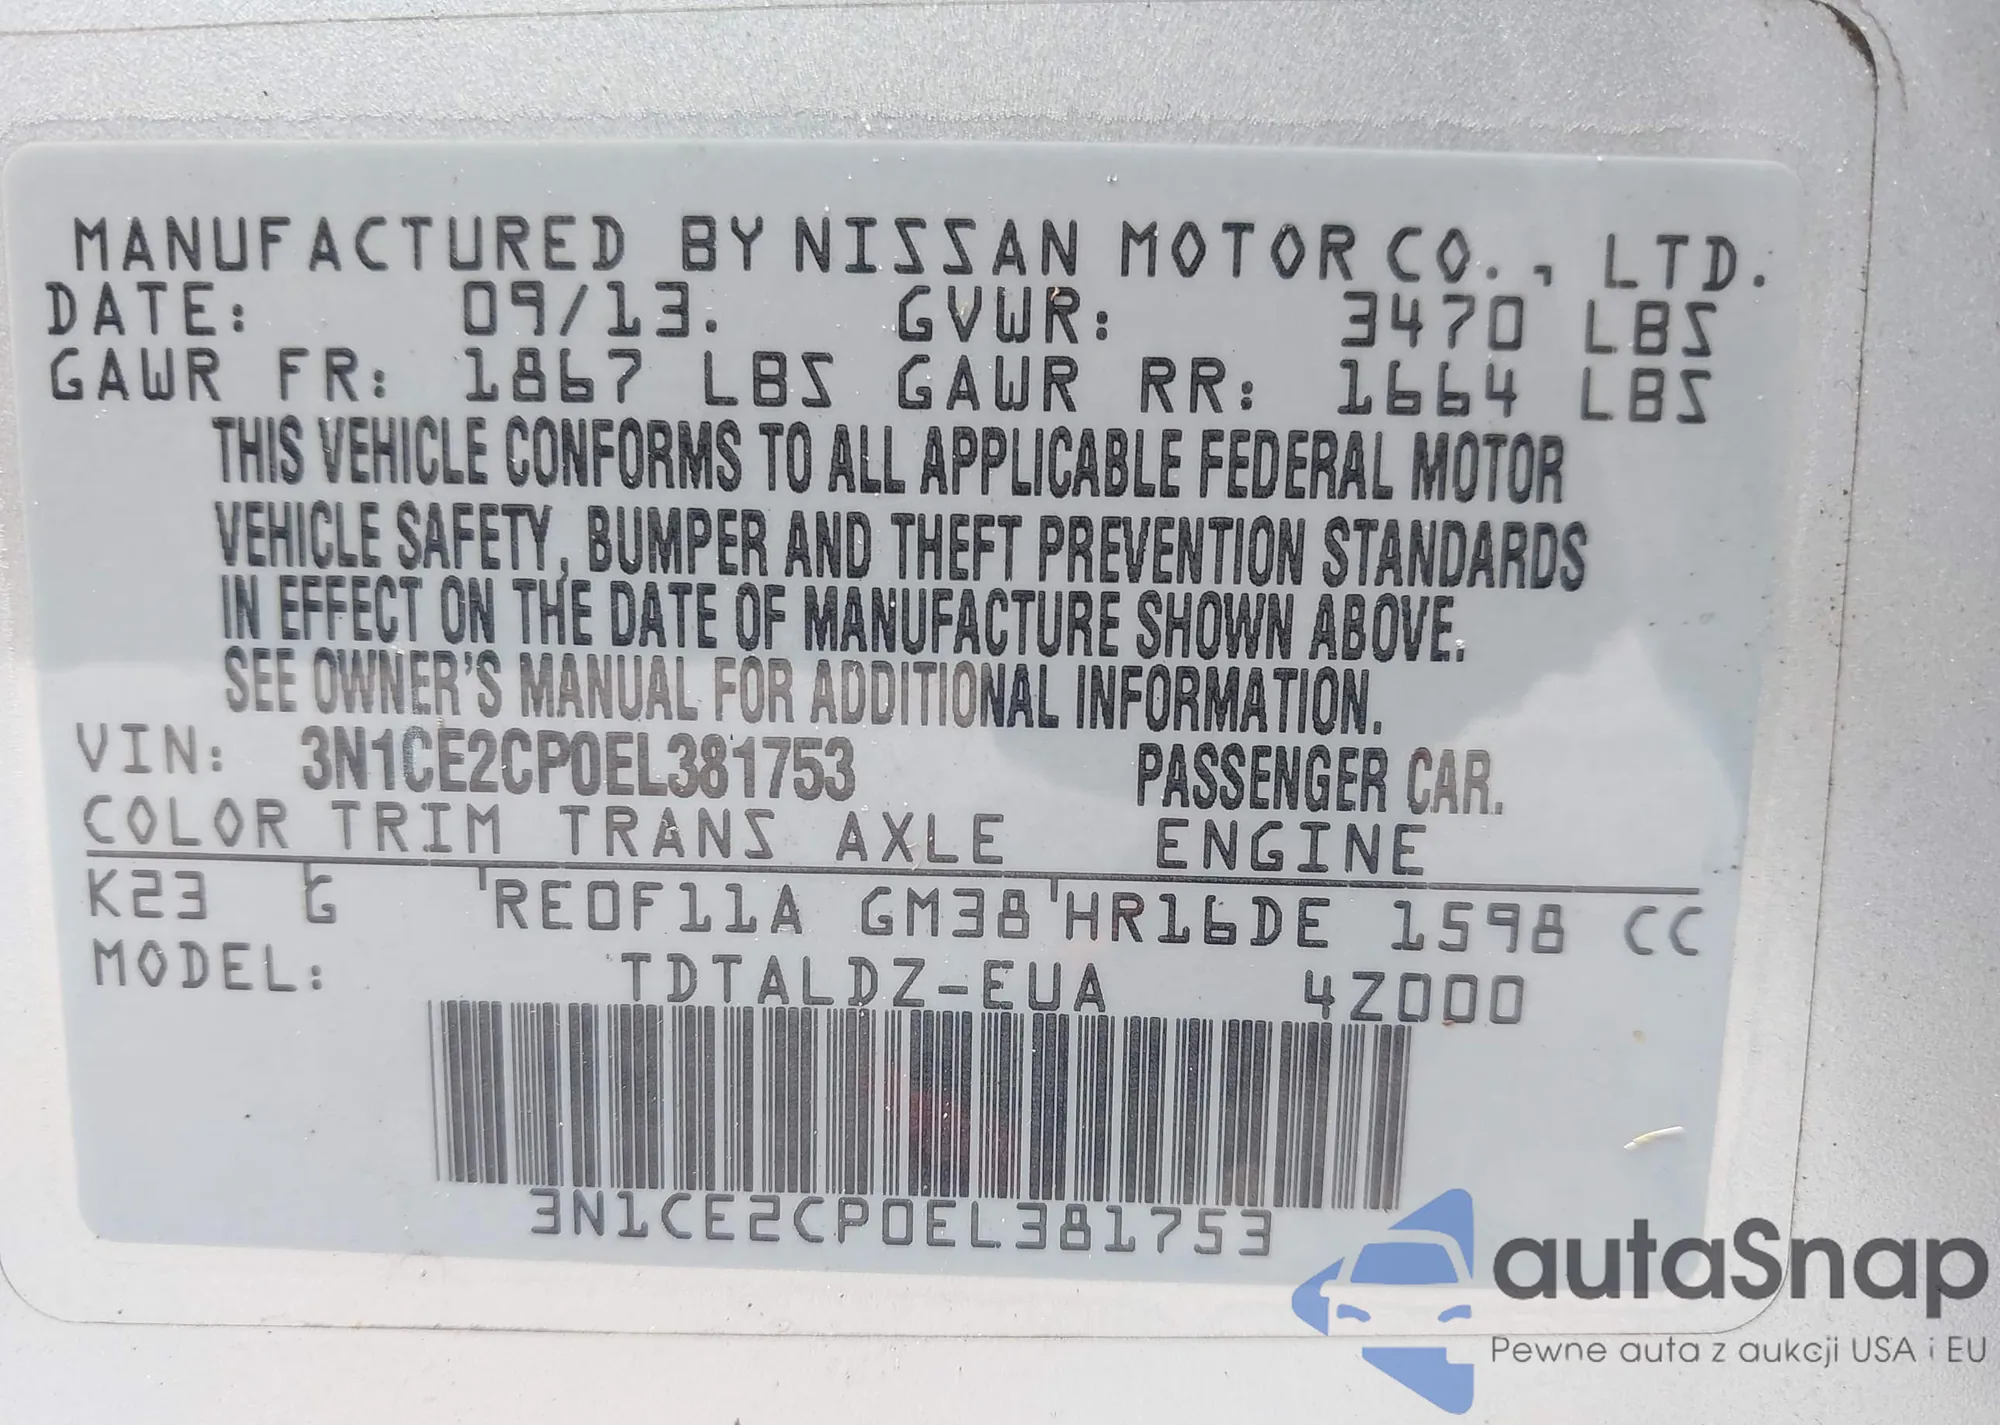 MANUFACTURED BY NISSAN MOTOR CO., LTD.
DATE: 09/13. GVWR: 3470 LBS
GAWR FR: 1867 LBS GAWR RR: 1664 LBS
THIS VEHICLE CONFORMS TO ALL APPLICABLE FEDERAL MOTOR
VEHICLE SAFETY, BUMPER AND THEFT PREVENTION STANDARDS
IN EFFECT ON THE DATE OF MANUFACTURE SHOWN ABOVE.
SEE OWNER'S MANUAL FOR ADDITIONAL INFORMATION.
VIN: 3N1CE2CP0EL381753 PASSENGER CAR.
COLOR TRIM TRANS AXLE ENGINE
K23 G RE0F11A GM38 HR16DE 1598 CC
MODEL: TDTALDZ-EUA 4Z000
3N1CE2CP0EL381753
autaSnap
Pewne auta z aukcji USA i EU